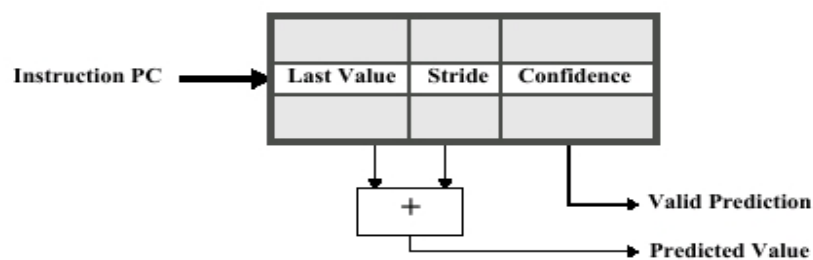 Instruction PC
Last Value Stride Confidence
+
Valid Prediction
Predicted Value